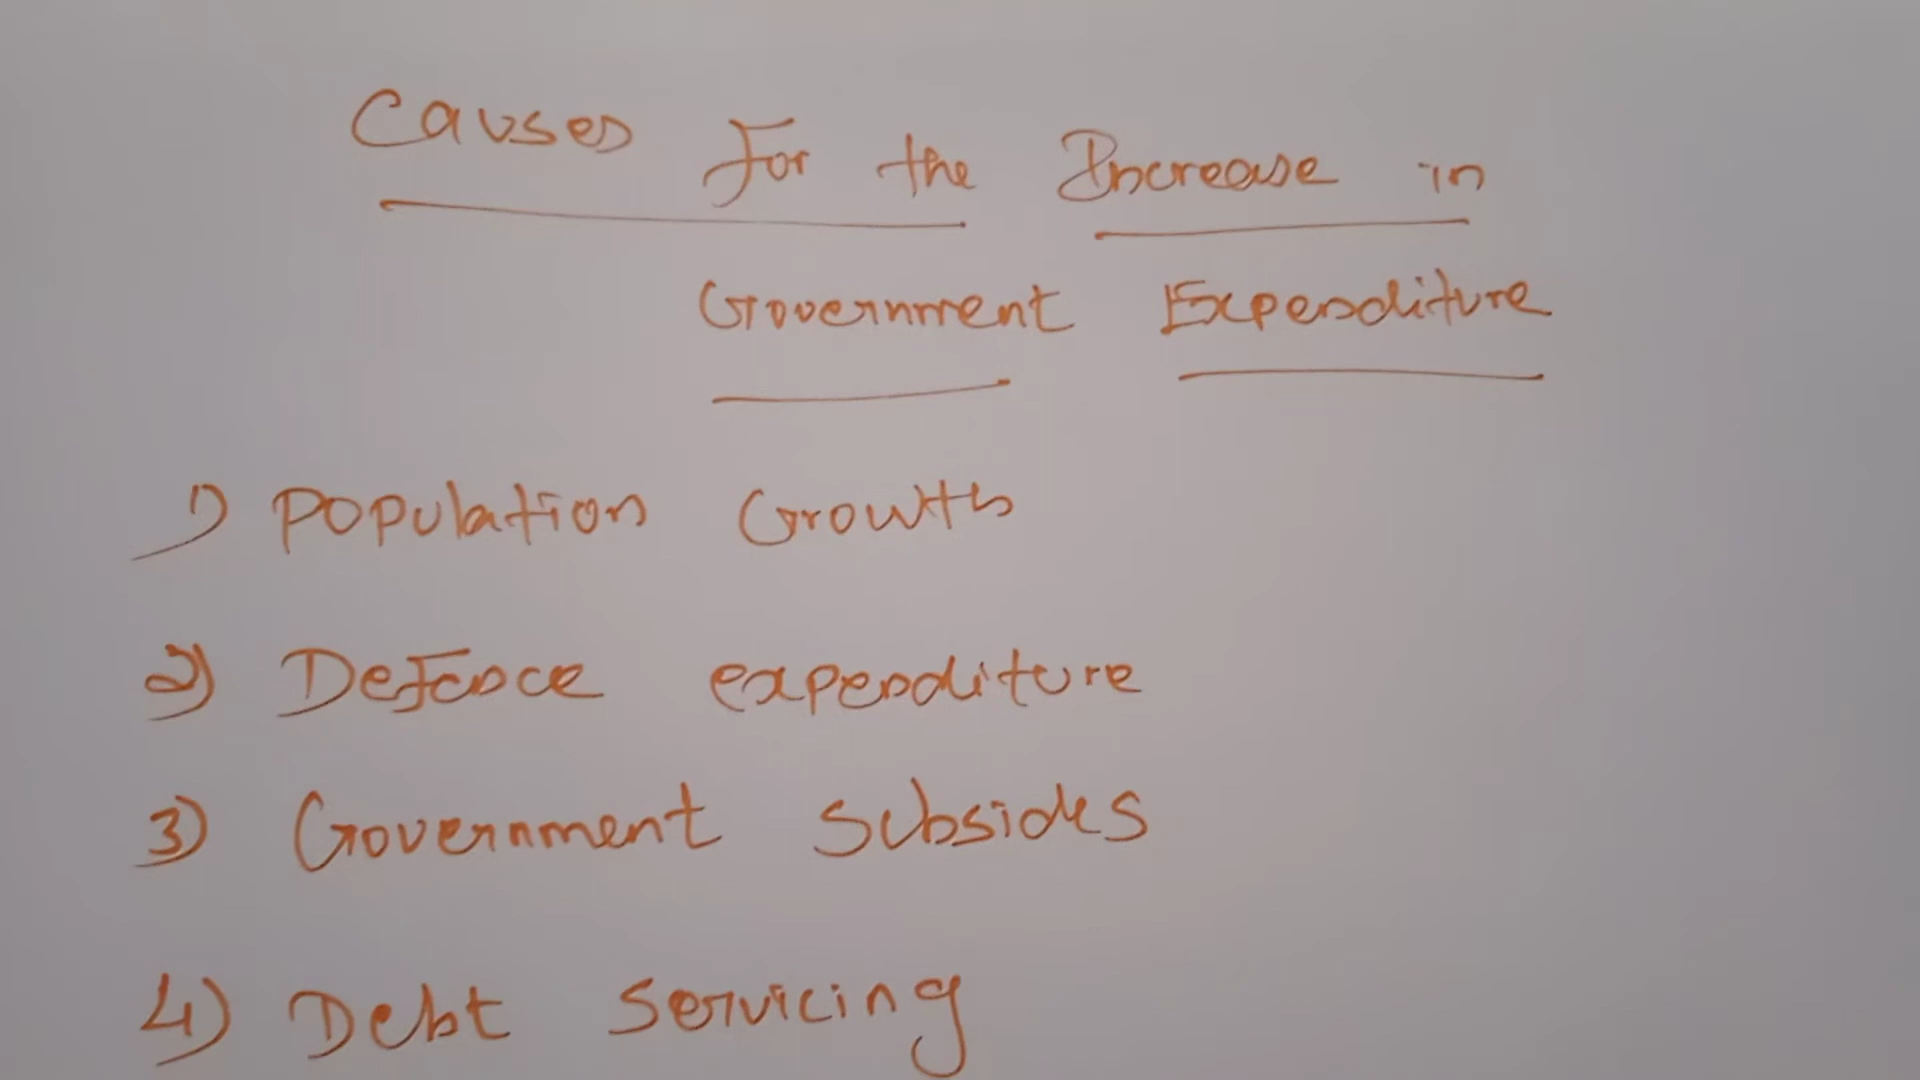 Causes For the Increase in
Government Expenditure
1) Population Growth
2) Defence expenditure
3) Government Subsides
4) Debt Servicing